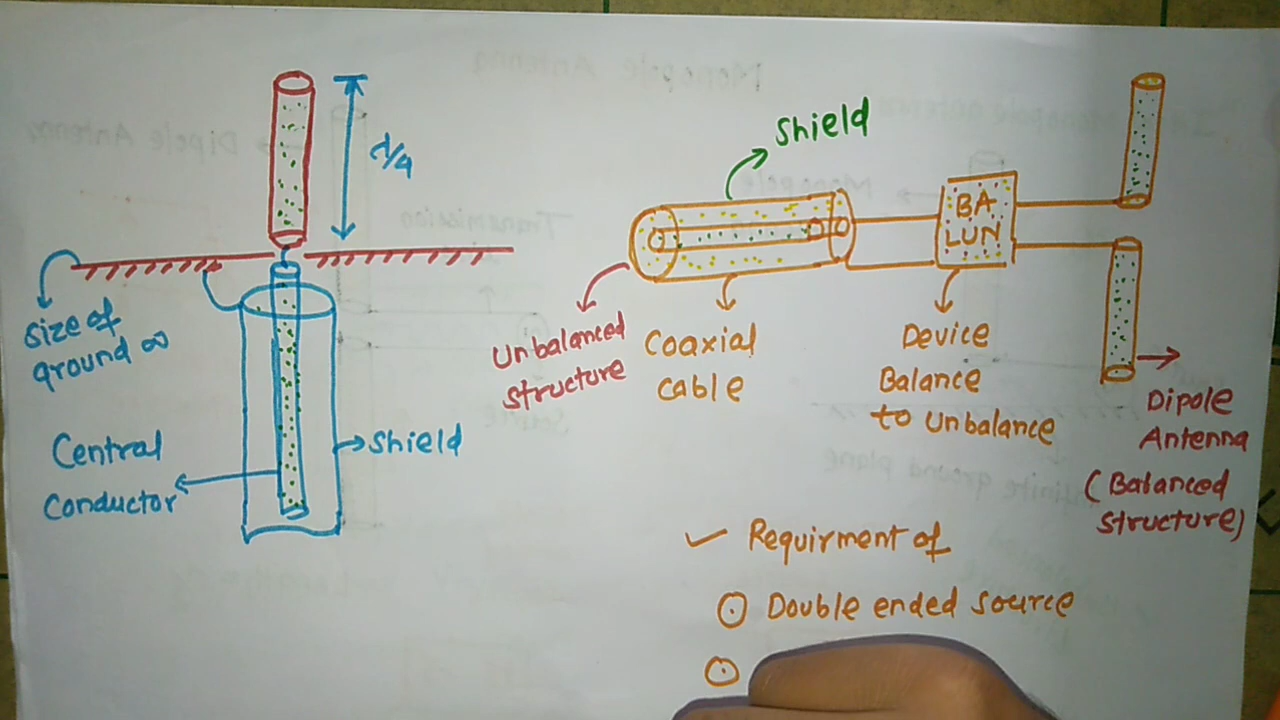 λ/4
size of
ground ∞
Central
Conductor
shield
shield
Unbalanced
structure
Coaxial
cable
BA
LUN
Device
Balance
to Unbalance
Dipole
Antenna
(Balanced
structure)
✓ Requirment of
⊙ Double ended source
⊙